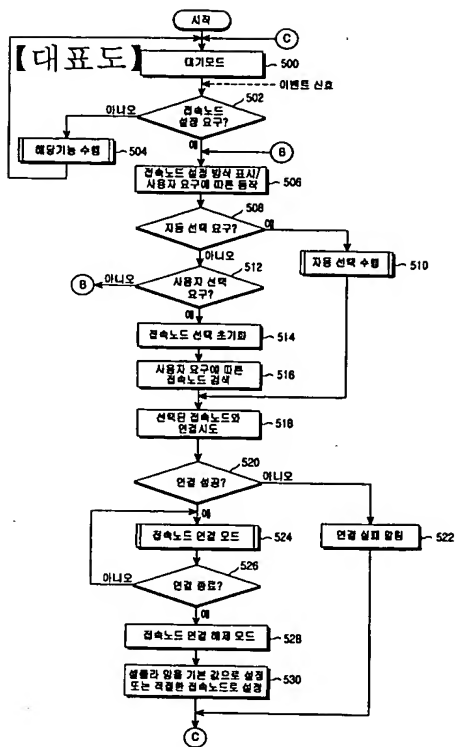 시작
C
【대표도】
대기모드
500
이벤트 신호
502
접속노드
설정 요구?
아니오
예
해당기능 수행
504
B
접속노드 설정 방식 표시/
사용자 요구에 따른 동작
506
508
자동 선택 요구?
예
아니오
자동 선택 수행
510
512
B
아니오
사용자 선택
요구?
예
접속노드 선택 초기화
514
사용자 요구에 따른
접속노드 검색
516
선택된 접속노드와
연결시도
518
520
연결 성공?
아니오
예
접속노드 연결 모드
524
연결 실패 알림
522
526
아니오
연결 종료?
예
접속노드 연결 해제 모드
528
셀룰라 망을 기본 값으로 설정
또는 적절한 접속노드로 설정
530
C